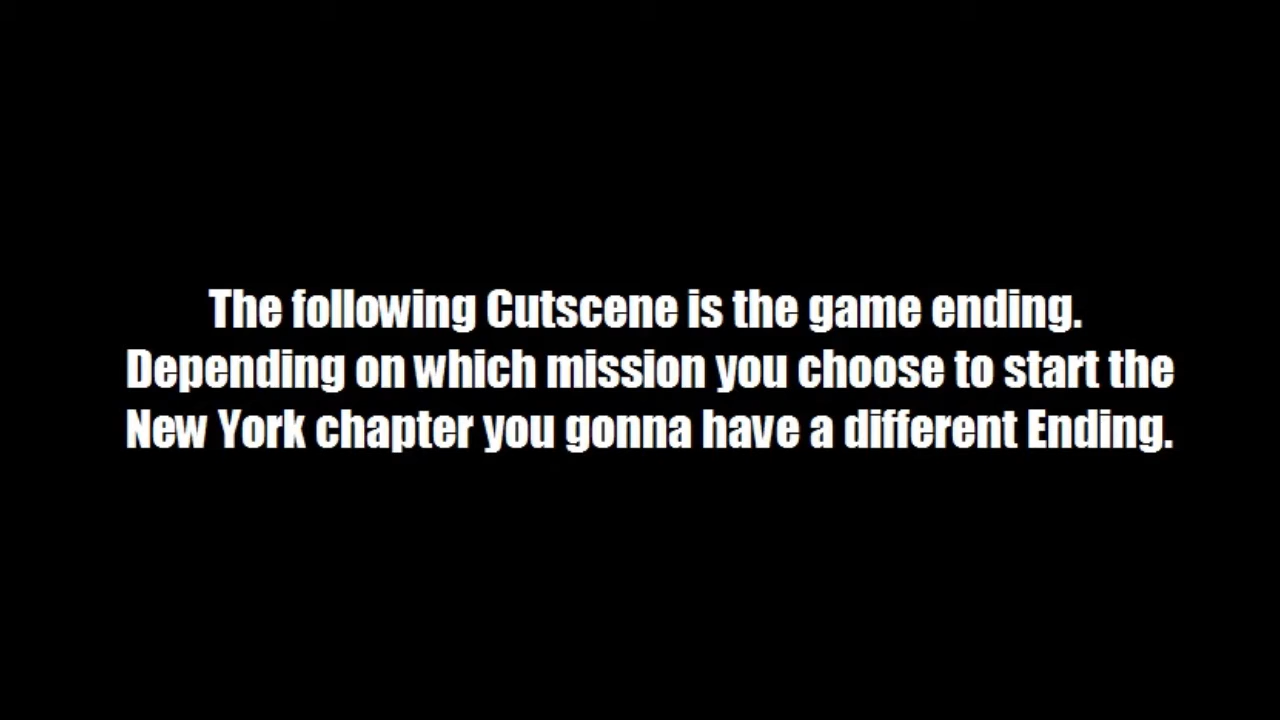 The following Cutscene is the game ending.
Depending on which mission you choose to start the
New York chapter you gonna have a different Ending.